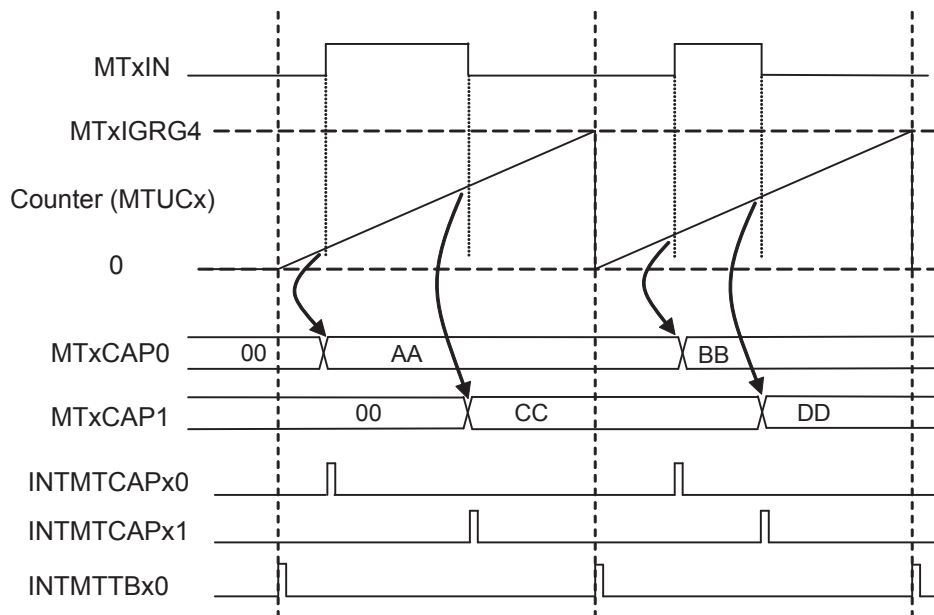 MTxIN
MTxIGRG4
Counter (MTUCx)
0
MTxCAP0 00 AA BB
MTxCAP1 00 CC DD
INTMTCAPx0
INTMTCAPx1
INTMTTBx0